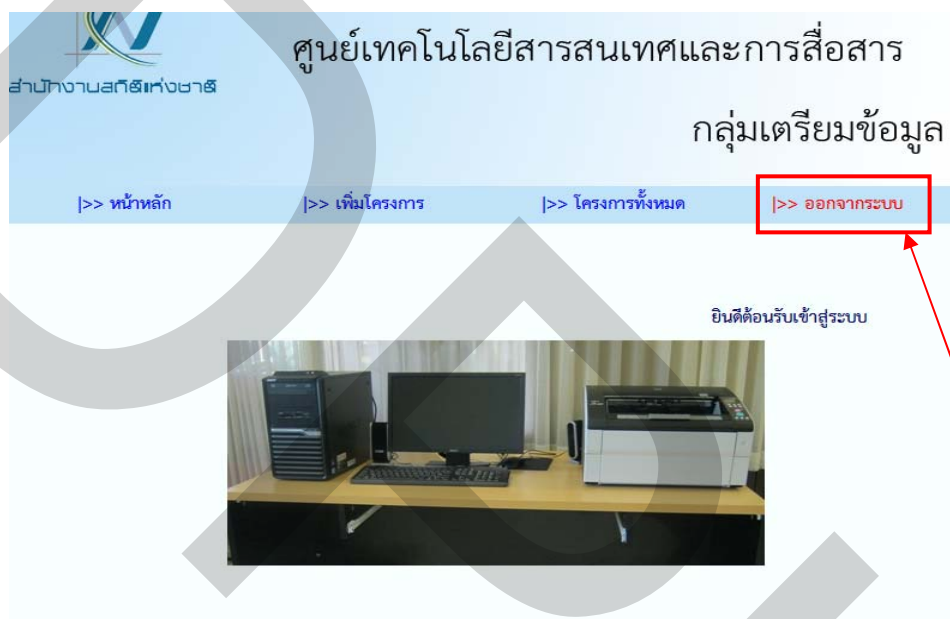 ศูนย์เทคโนโลยีสารสนเทศและการสื่อสาร
สำนักงานสถิติแห่งชาติ
กลุ่มเตรียมข้อมูล
|>> หน้าหลัก |>> เพิ่มโครงการ |>> โครงการทั้งหมด |>> ออกจากระบบ
ยินดีต้อนรับเข้าสู่ระบบ